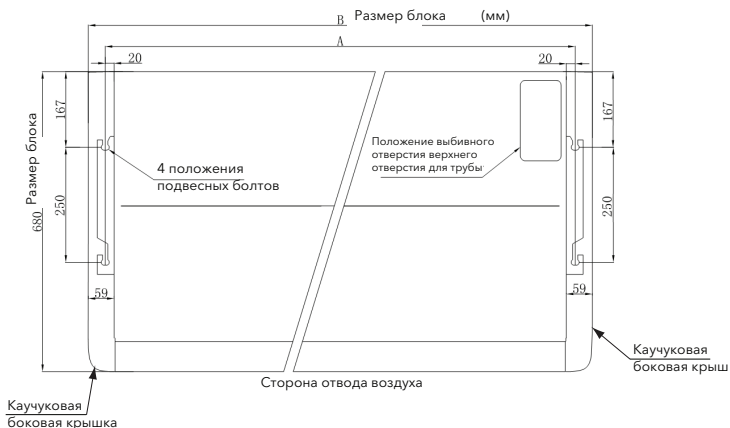 B Размер блока (мм)
A
20 20
167 167
Размер блока
680
250 250
4 положения
подвесных болтов
Положение выбивного
отверстия верхнего
отверстия для трубы
59 59
Каучуковая
боковая крыш
Сторона отвода воздуха
Каучуковая
боковая крышка